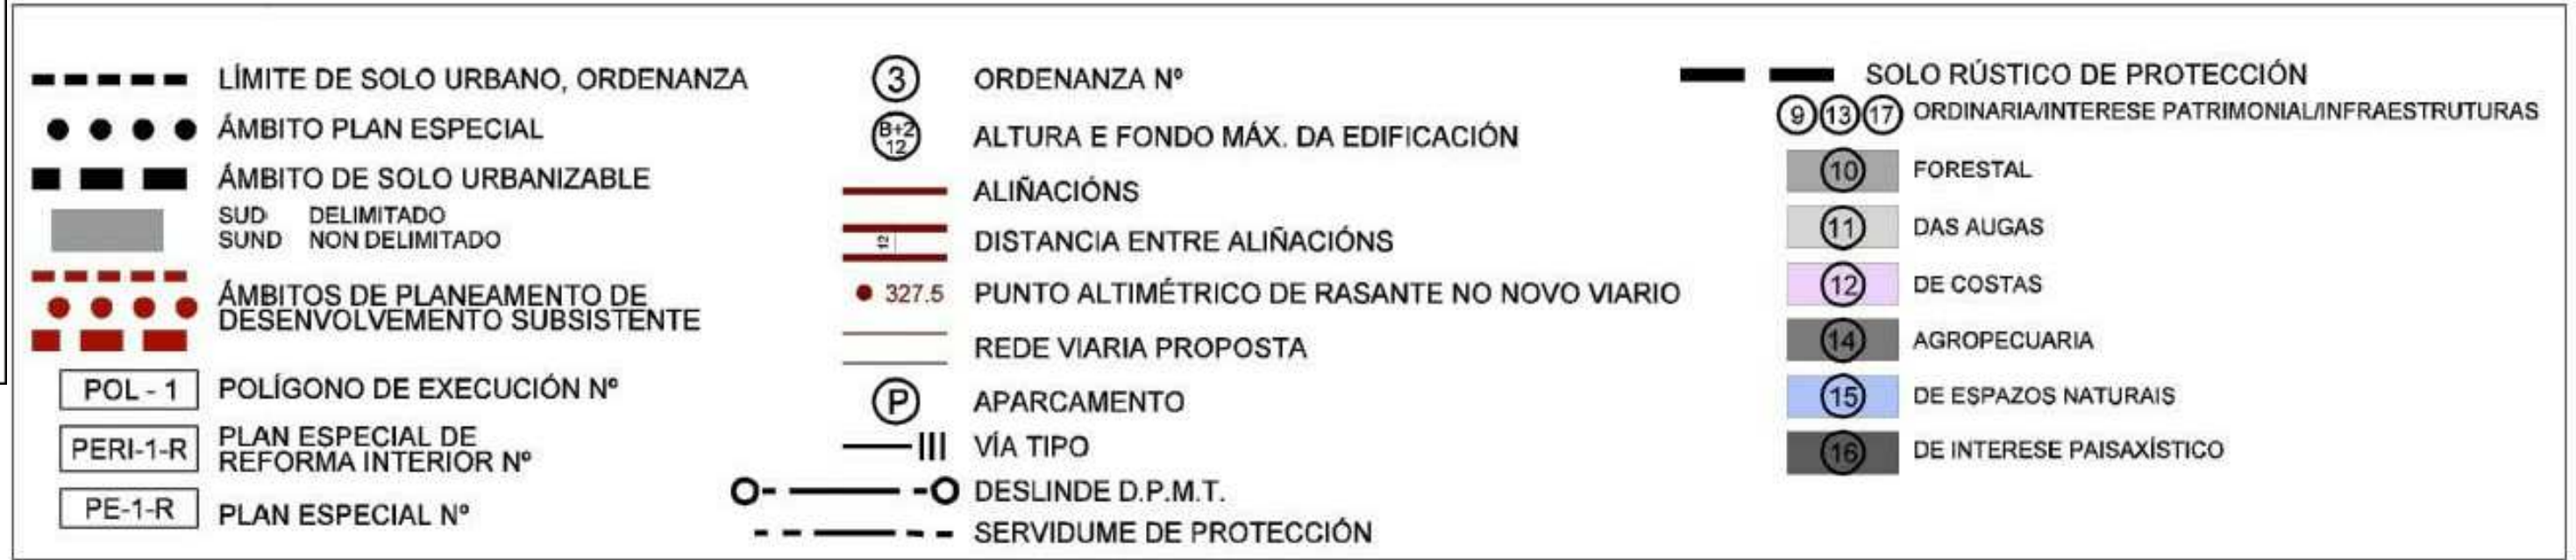 LÍMITE DE SOLO URBANO, ORDENANZA
ÁMBITO PLAN ESPECIAL
ÁMBITO DE SOLO URBANIZABLE
SUD DELIMITADO
SUND NON DELIMITADO
ÁMBITOS DE PLANEAMENTO DE
DESENVOLVEMENTO SUBSISTENTE
POL - 1 POLÍGONO DE EXECUCIÓN Nº
PERI-1-R PLAN ESPECIAL DE
REFORMA INTERIOR Nº
PE-1-R PLAN ESPECIAL Nº
3 ORDENANZA Nº
B+2
12
ALTURA E FONDO MÁX. DA EDIFICACIÓN
ALIÑACIÓNS
12 DISTANCIA ENTRE ALIÑACIÓNS
327.5 PUNTO ALTIMÉTRICO DE RASANTE NO NOVO VIARIO
REDE VIARIA PROPOSTA
P APARCAMENTO
VÍA TIPO
DESLINDE D.P.M.T.
SERVIDUME DE PROTECCIÓN
SOLO RÚSTICO DE PROTECCIÓN
9 13 17 ORDINARIA/INTERESE PATRIMONIAL/INFRAESTRUTURAS
10 FORESTAL
11 DAS AUGAS
12 DE COSTAS
14 AGROPECUARIA
15 DE ESPAZOS NATURAIS
16 DE INTERESE PAISAXÍSTICO